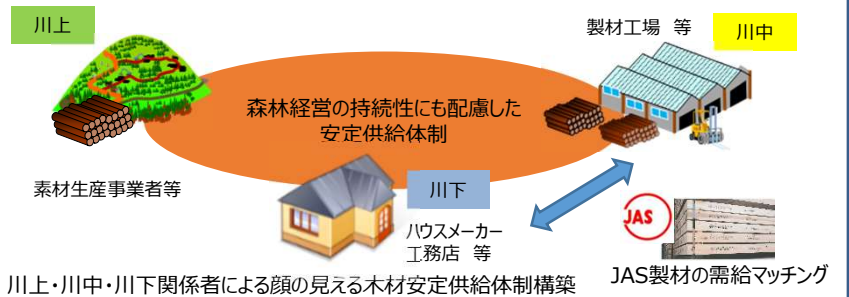 川上
製材工場 等
川中
森林経営の持続性にも配慮した
安定供給体制
素材生産事業者等
川下
ハウスメーカー
工務店 等
JAS
川上・川中・川下関係者による顔の見える木材安定供給体制構築
JAS製材の需給マッチング